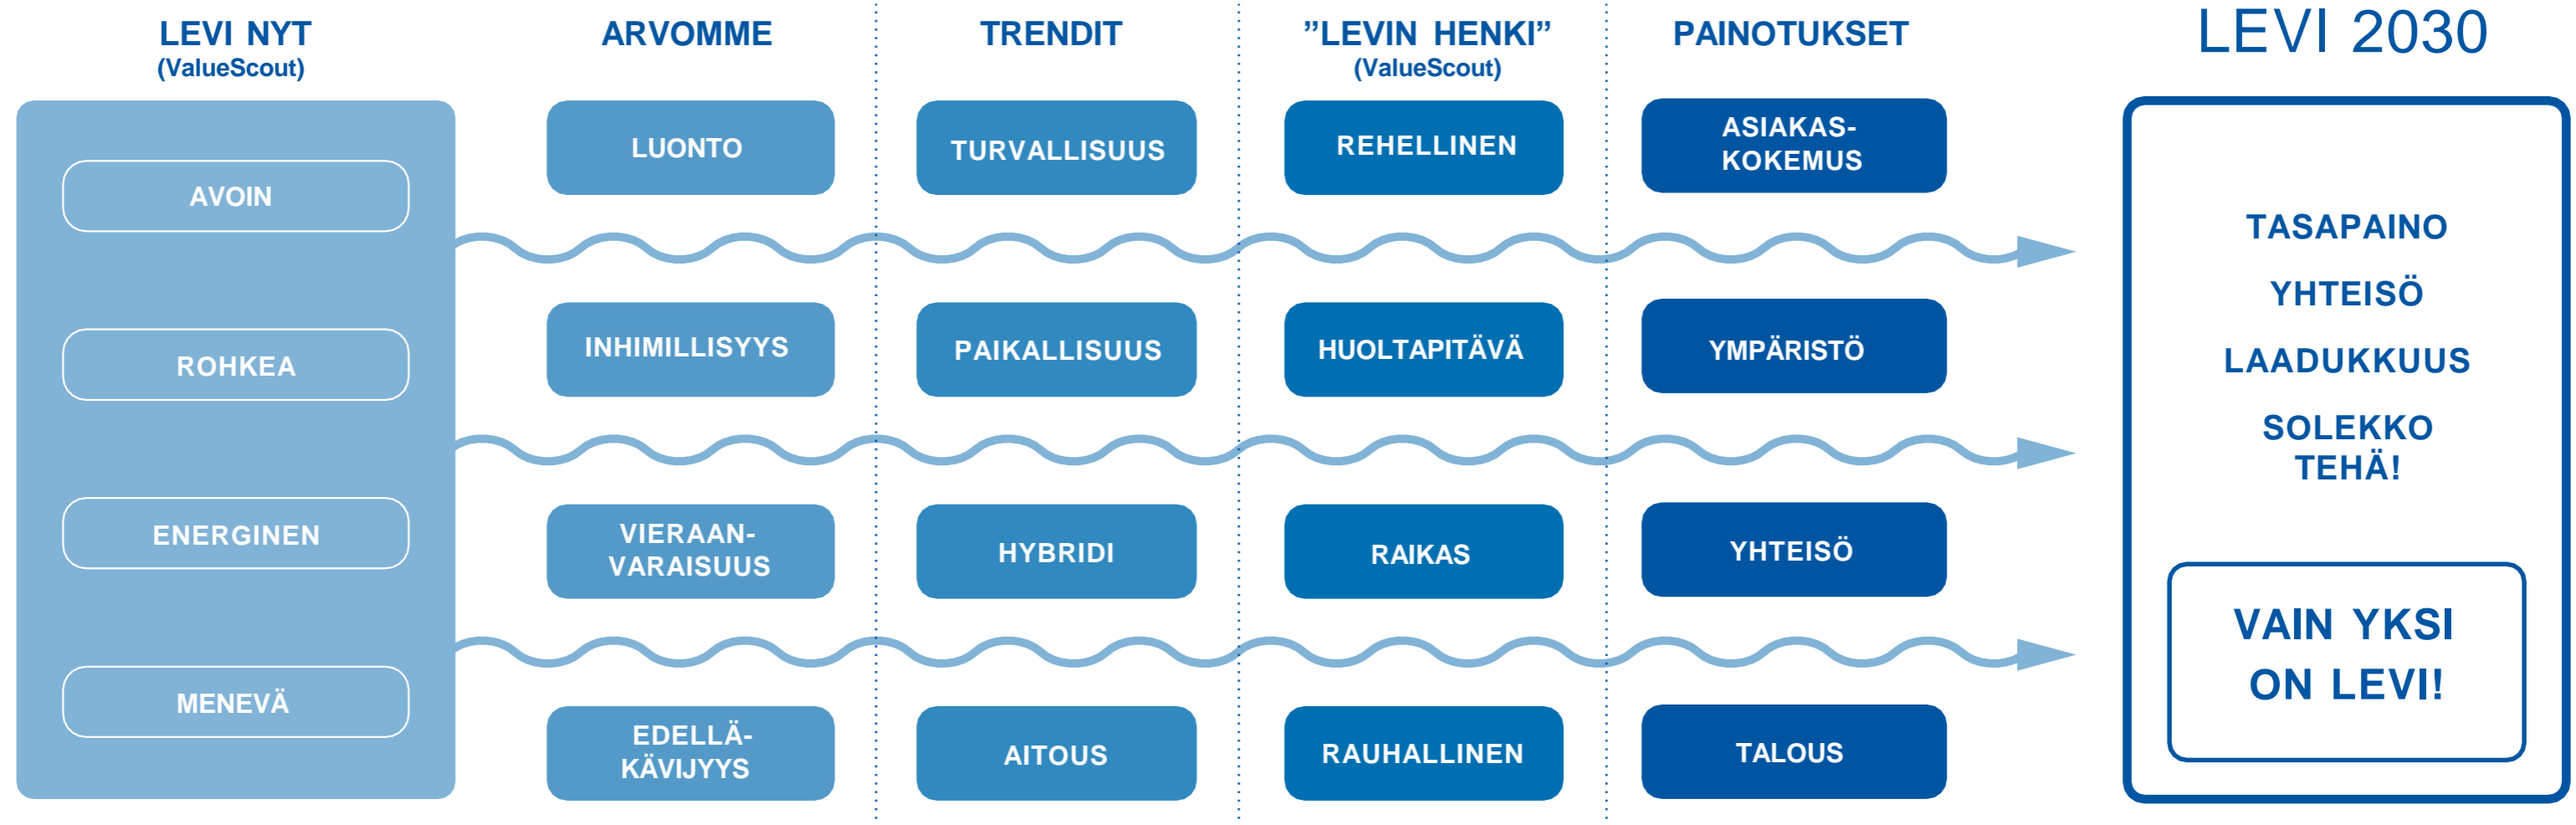 LEVI NYT
(ValueScout)
AVOIN
ROHKEA
ENERGINEN
MENEVÄ
ARVOMME
LUONTO
INHIMILLISYYS
VIERAAN-
VARAISUUS
EDELLÄ-
KÄVIJYYS
TRENDIT
TURVALLISUUS
PAIKALLISUUS
HYBRIDI
AITOUS
”LEVIN HENKI”
(ValueScout)
REHELLINEN
HUOLTAPITÄVÄ
RAIKAS
RAUHALLINEN
PAINOTUKSET
ASIAKAS-
KOKEMUS
YMPÄRISTÖ
YHTEISÖ
TALOUS
LEVI 2030
TASAPAINO
YHTEISÖ
LAADUKKUUS
SOLEKKO
TEHÄ!
VAIN YKSI
ON LEVI!